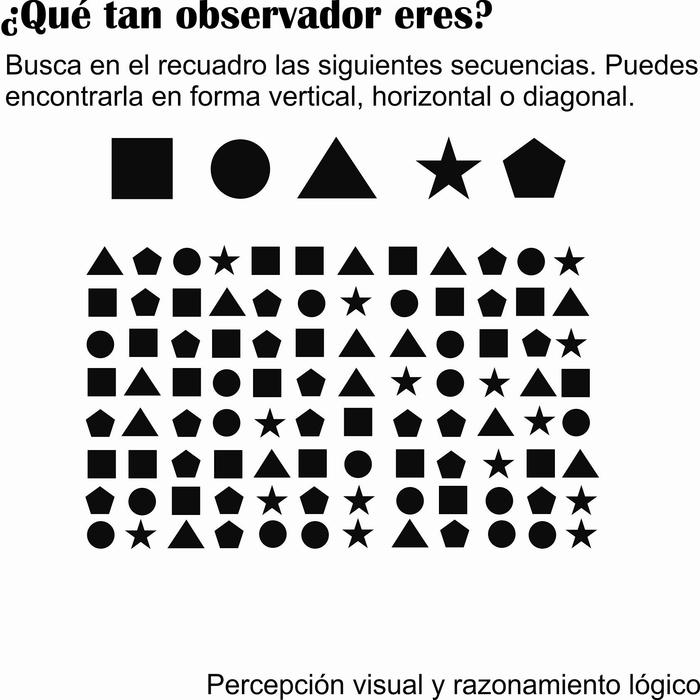 ¿Qué tan observador eres?
Busca en el recuadro las siguientes secuencias. Puedes
encontrarla en forma vertical, horizontal o diagonal.
Percepción visual y razonamiento lógico